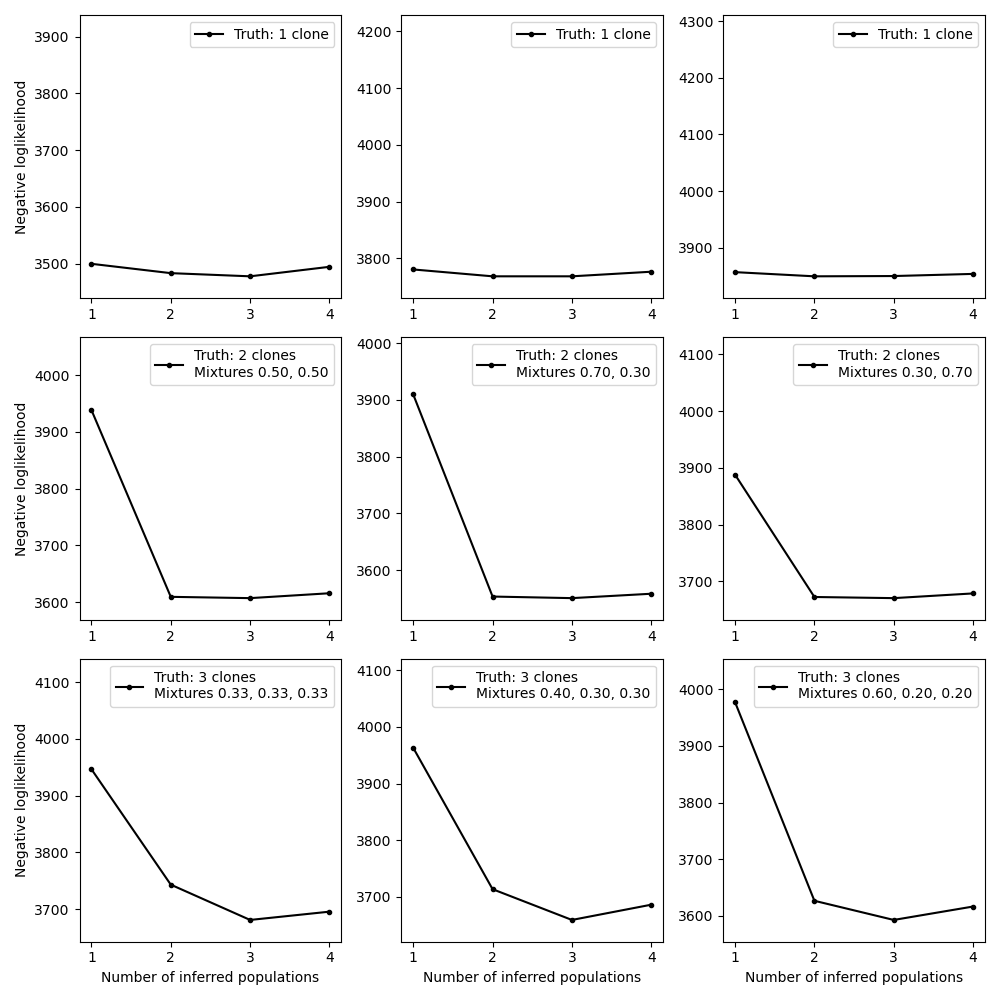 Truth: 1 clone
3900
3800
3700
3600
3500
Negative loglikelihood
1 2 3 4
Truth: 1 clone
4200
4100
4000
3900
3800
1 2 3 4
Truth: 1 clone
4300
4200
4100
4000
3900
1 2 3 4
Truth: 2 clones
Mixtures 0.50, 0.50
4000
3900
3800
3700
3600
Negative loglikelihood
1 2 3 4
Truth: 2 clones
Mixtures 0.70, 0.30
4000
3900
3800
3700
3600
1 2 3 4
Truth: 2 clones
Mixtures 0.30, 0.70
4100
4000
3900
3800
3700
1 2 3 4
Truth: 3 clones
Mixtures 0.33, 0.33, 0.33
4100
4000
3900
3800
3700
Negative loglikelihood
1 2 3 4
Number of inferred populations
Truth: 3 clones
Mixtures 0.40, 0.30, 0.30
4100
4000
3900
3800
3700
1 2 3 4
Number of inferred populations
Truth: 3 clones
Mixtures 0.60, 0.20, 0.20
4000
3900
3800
3700
3600
1 2 3 4
Number of inferred populations